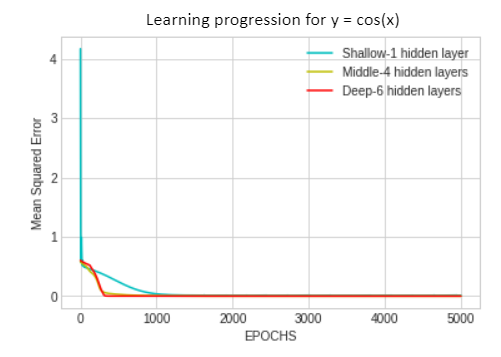 Learning progression for y = cos(x)
Shallow-1 hidden layer
Middle-4 hidden layers
Deep-6 hidden layers
Mean Squared Error
4
3
2
1
0
0 1000 2000 3000 4000 5000
EPOCHS